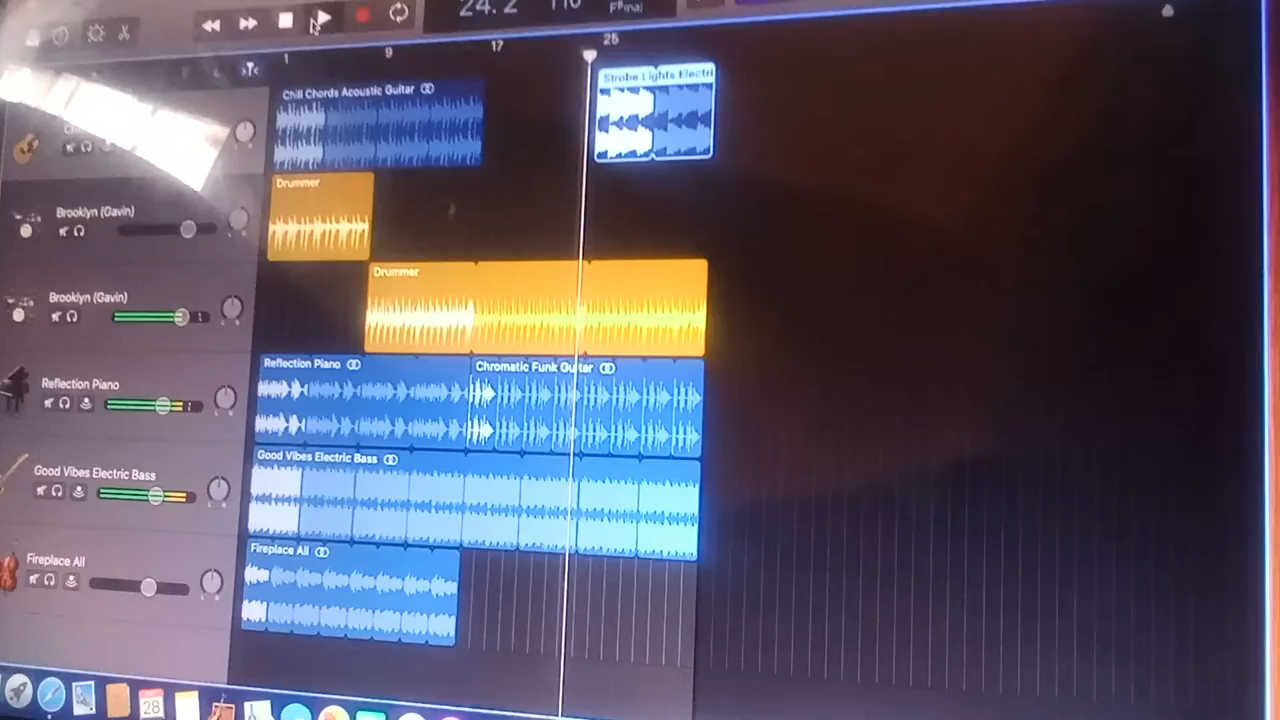 24.2 110 F♯maj
1 9 17 25
Chill Chords Acoustic Guitar
Strobe Lights Electri
Drummer
Brooklyn (Gavin)
Drummer
Brooklyn (Gavin)
Reflection Piano
Chromatic Funk Guitar
Reflection Piano
Good Vibes Electric Bass
Good Vibes Electric Bass
Fireplace All
Fireplace All
L R
28